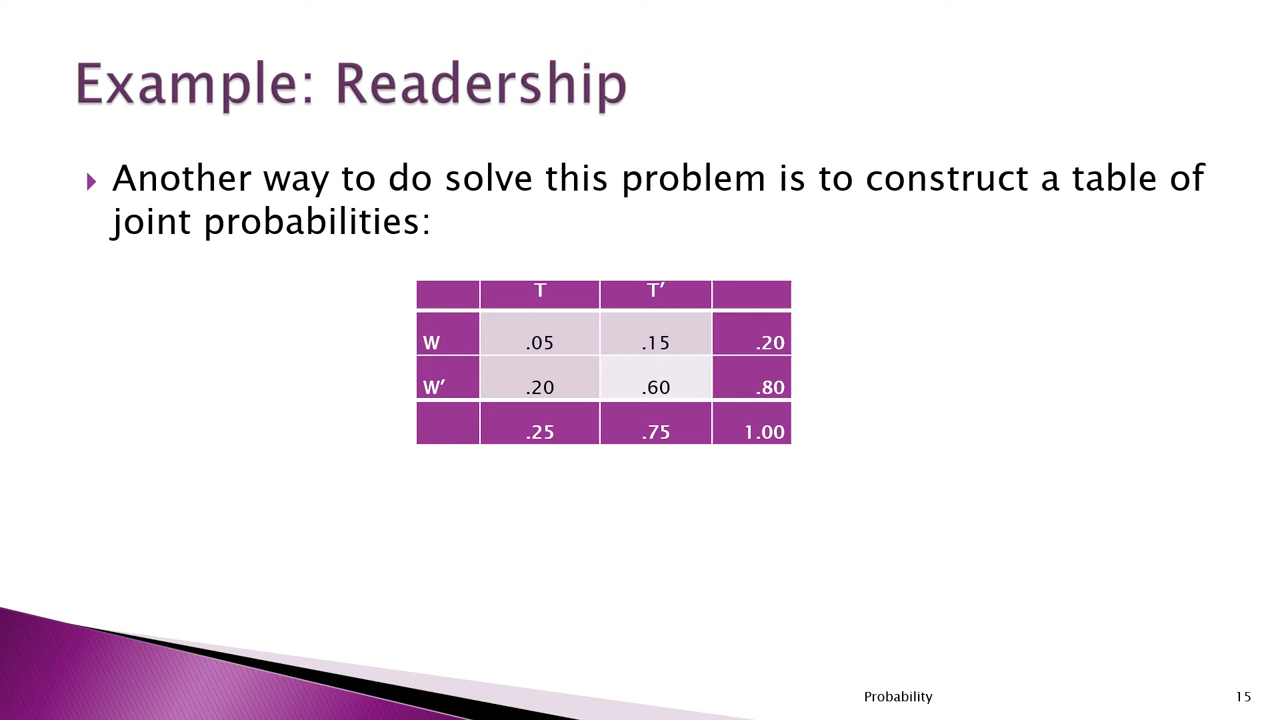 Example: Readership
Another way to do solve this problem is to construct a table of
joint probabilities:
T T′
W .05 .15 .20
W′ .20 .60 .80
.25 .75 1.00
Probability 15